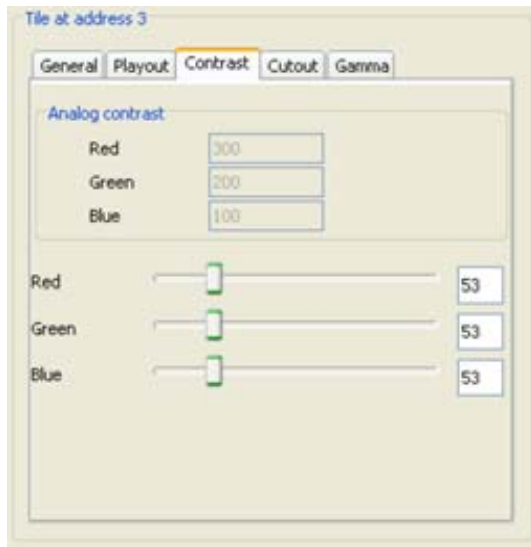 Tile at address 3
General Playout Contrast Cutout Gamma
Analog contrast
Red 300
Green 200
Blue 100
Red 53
Green 53
Blue 53